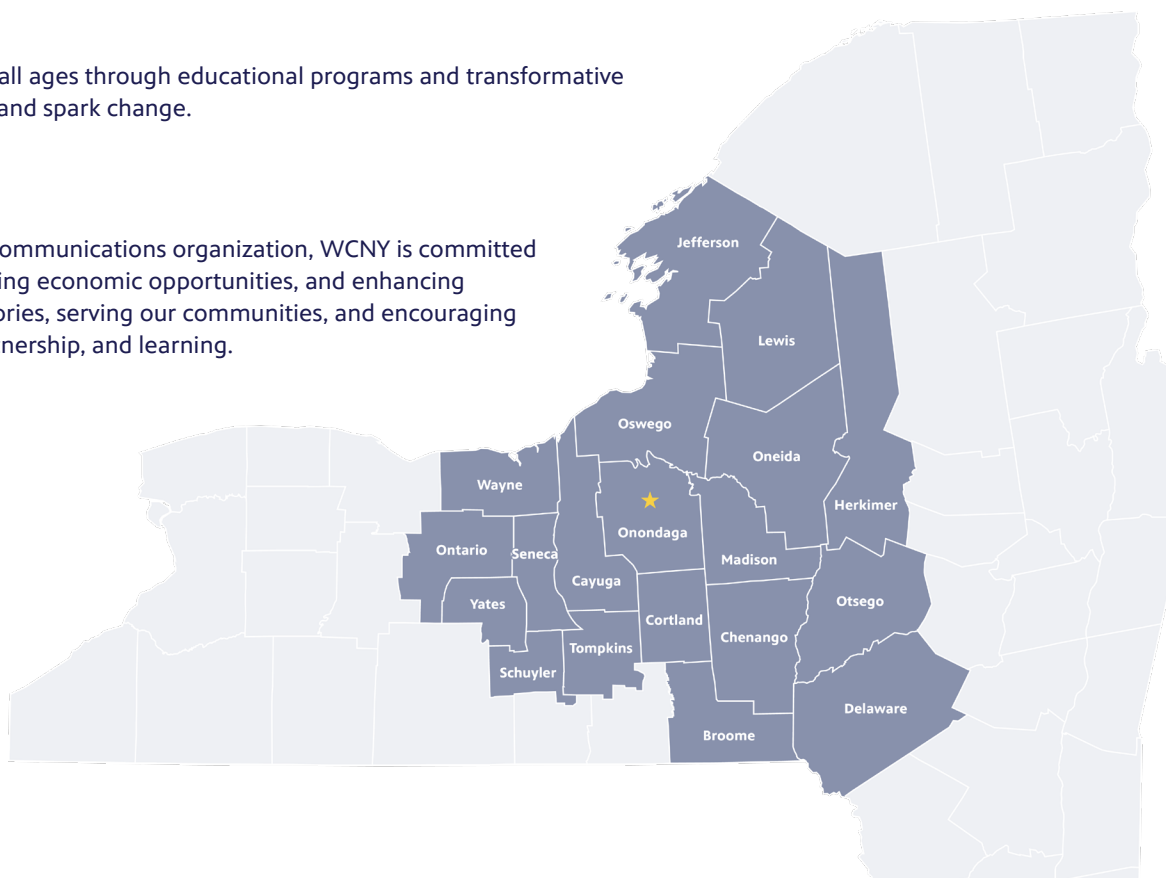 all ages through educational programs and transformative
and spark change.
ommunications organization, WCNY is committed
ing economic opportunities, and enhancing
ories, serving our communities, and encouraging
nership, and learning.
Jefferson
Lewis
Oswego
Oneida
Wayne
Herkimer
Onondaga
Ontario
Seneca
Madison
Cayuga
Yates
Otsego
Cortland
Chenango
Tompkins
Schuyler
Delaware
Broome